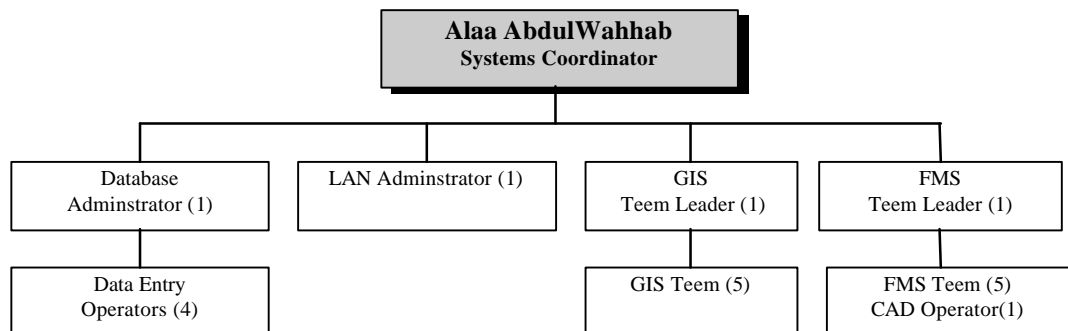 Alaa AbdulWahhab
Systems Coordinator
Database
Adminstrator (1)
LAN Adminstrator (1)
GIS
Teem Leader (1)
FMS
Teem Leader (1)
Data Entry
Operators (4)
GIS Teem (5)
FMS Teem (5)
CAD Operator(1)